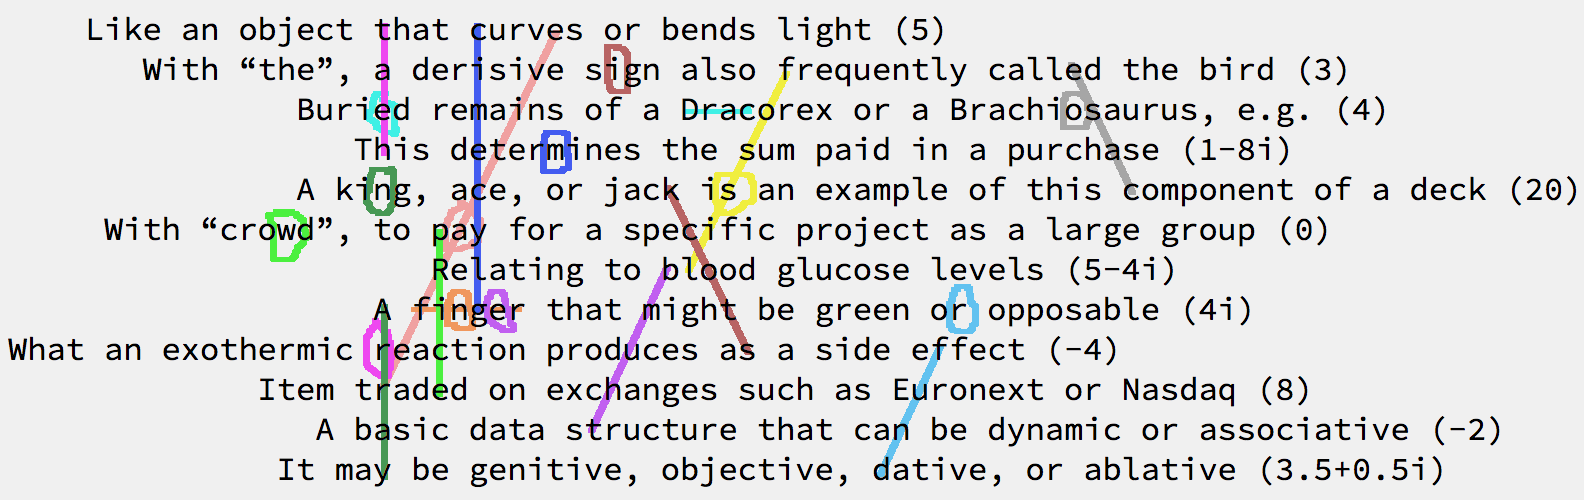 Like an object that curves or bends light (5)
With “the”, a derisive sign also frequently called the bird (3)
Buried remains of a Dracorex or a Brachiosaurus, e.g. (4)
This determines the sum paid in a purchase (1-8i)
A king, ace, or jack is an example of this component of a deck (20)
With “crowd”, to pay for a specific project as a large group (0)
Relating to blood glucose levels (5-4i)
A finger that might be green or opposable (4i)
What an exothermic reaction produces as a side effect (-4)
Item traded on exchanges such as Euronext or Nasdaq (8)
A basic data structure that can be dynamic or associative (-2)
It may be genitive, objective, dative, or ablative (3.5+0.5i)